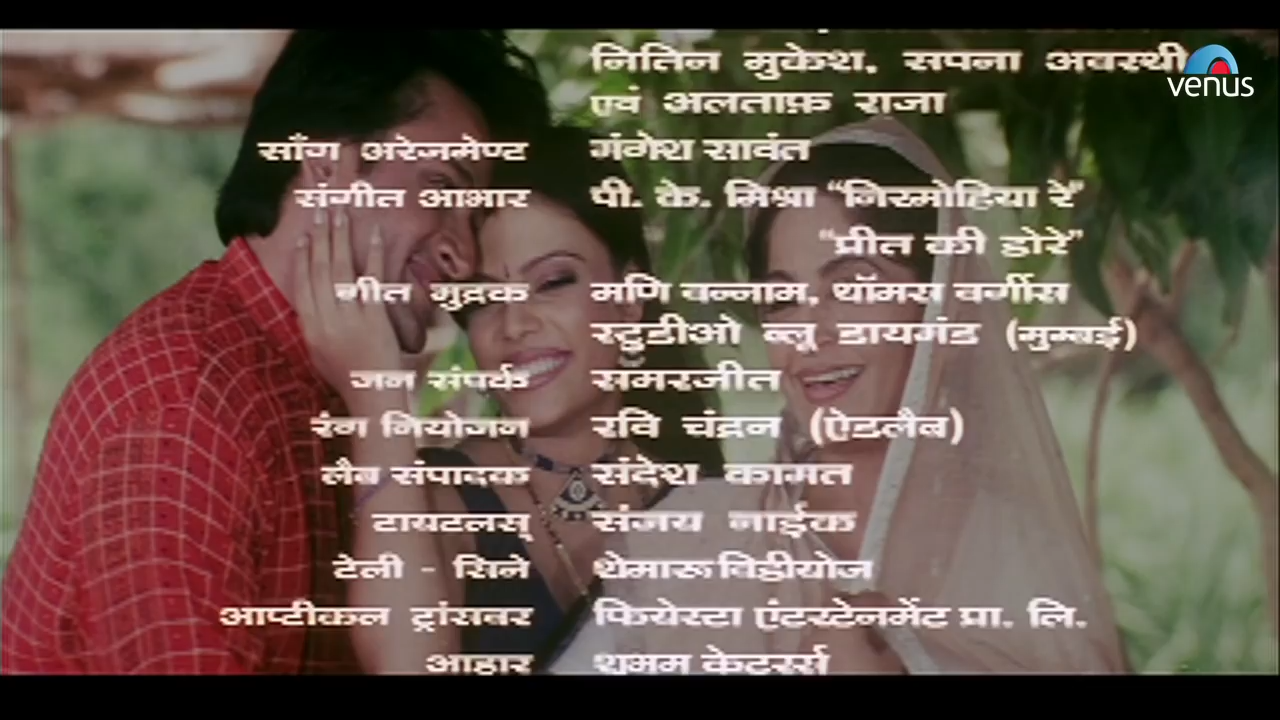 नितिन मुकेश. सपना अवस्थी
venus
एवं अलताफ़ राजा
साँग अरेजमेण्ट गंगेश सावंत
संगीत आभार पी. के. मिश्रा “निरमोहिया रे”
“प्रीत की डोरे”
गीत मुद्रक मणि वन्नाम. थॉमस वर्गीस
स्टुडीओ ब्लू डायमंड (मुम्बई)
जन संपर्क समरजीत
रंग नियोजन रवि चंद्रन (ऐडलैब)
लैब संपादक संदेश कामत
टायटलस् संजय नाईक
टेली - सिने शेमारू विडीयोज
आप्टीकल ट्रांसवर फियेस्टा एंटरटेनमेंट प्रा. लि.
आहार शुभम केटरर्स